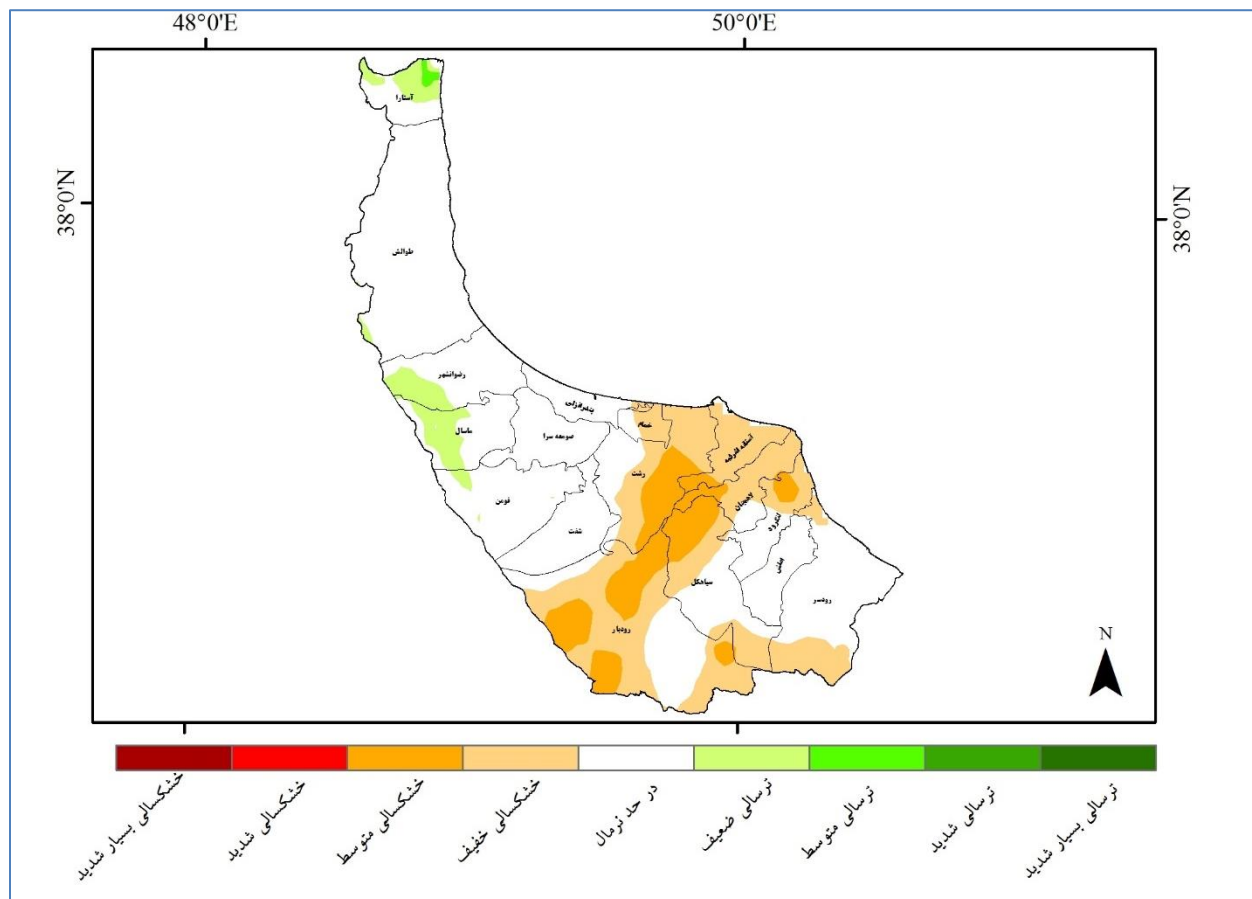 48°0'E
50°0'E
38°0'N
38°0'N
آستارا
طوالش
رضوانشهر
ماسال
بندرانزلی
صومعه سرا
خمام
رشت
آستانه اشرفیه
فومن
شفت
لاهیجان
لنگرود
املش
سیاهکل
رودسر
رودبار
N
خشکسالی بسیار شدید
خشکسالی شدید
خشکسالی متوسط
خشکسالی خفیف
در حد نرمال
ترسالی ضعیف
ترسالی متوسط
ترسالی شدید
ترسالی بسیار شدید